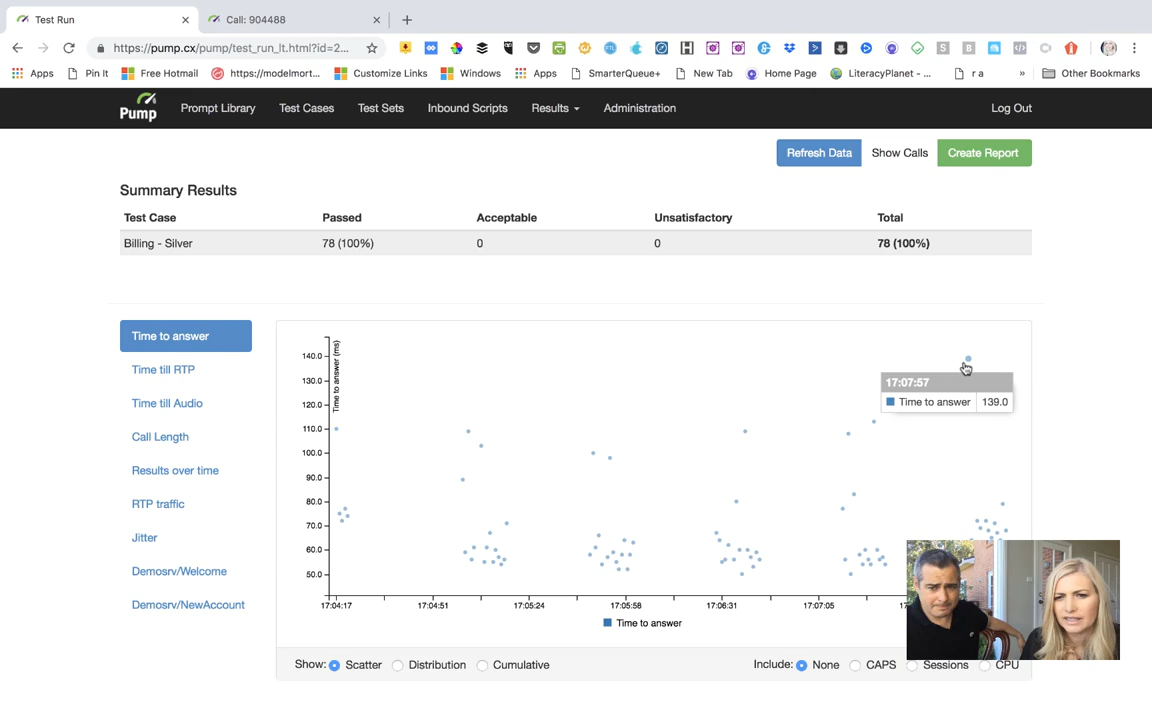 Test Run
Call: 904488
https://pump.cx/pump/test_run_lt.html?id=2...
Apps Pin It Free Hotmail https://modelmort... Customize Links Windows Apps SmarterQueue+ New Tab Home Page LiteracyPlanet - ... r a » Other Bookmarks
Pump Prompt Library Test Cases Test Sets Inbound Scripts Results Administration Log Out
Refresh Data Show Calls Create Report
Summary Results
Test Case Passed Acceptable Unsatisfactory Total
Billing - Silver 78 (100%) 0 0 78 (100%)
Time to answer
Time till RTP
Time till Audio
Call Length
Results over time
RTP traffic
Jitter
Demosrv/Welcome
Demosrv/NewAccount
Time to answer (ms)
140.0
130.0
120.0
110.0
100.0
90.0
80.0
70.0
60.0
50.0
17:07:57
Time to answer 139.0
17:04:17 17:04:51 17:05:24 17:05:58 17:06:31 17:07:05
Time to answer
Show: Scatter Distribution Cumulative Include: None CAPS Sessions CPU